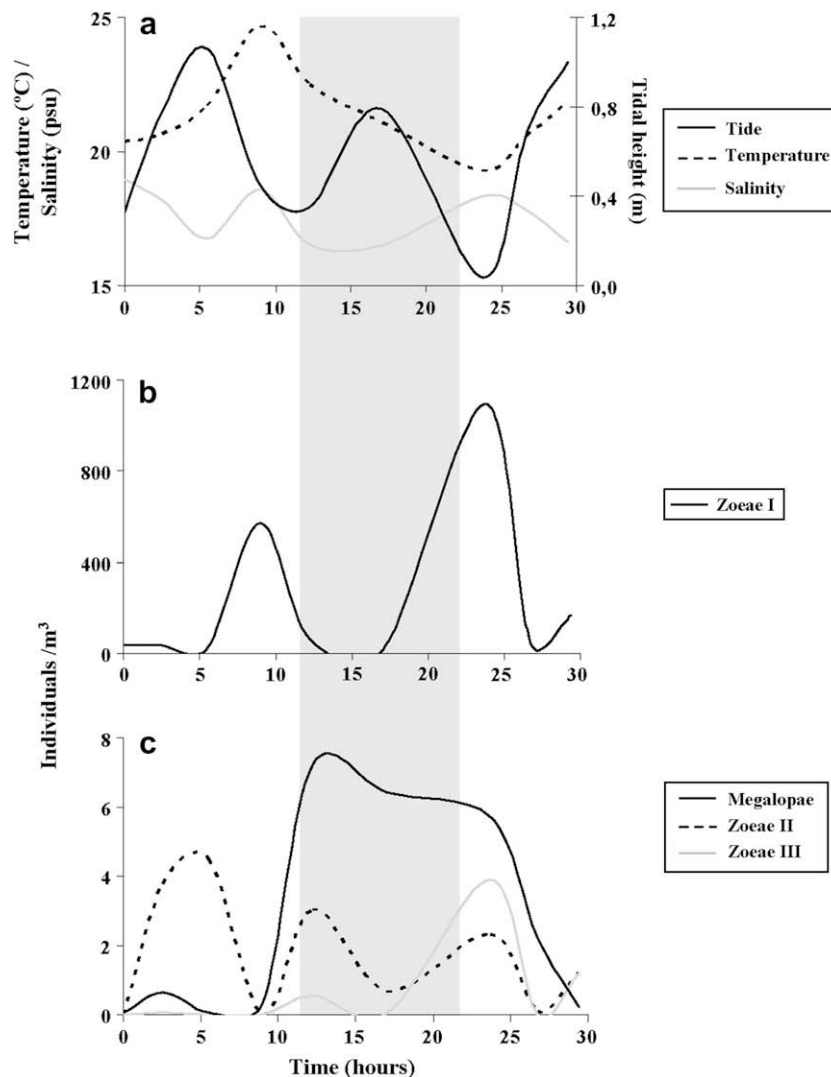 a
Temperature (ºC) /
Salinity (psu)
25
20
15
0 5 10 15 20 25 30
1,2
0,8
0,4
0,0
Tidal height (m)
Tide
Temperature
Salinity
b
1200
800
400
0
0 5 10 15 20 25 30
Zoeae I
Individuals /m³
c
8
6
4
2
0
0 5 10 15 20 25 30
Time (hours)
Megalopae
Zoeae II
Zoeae III